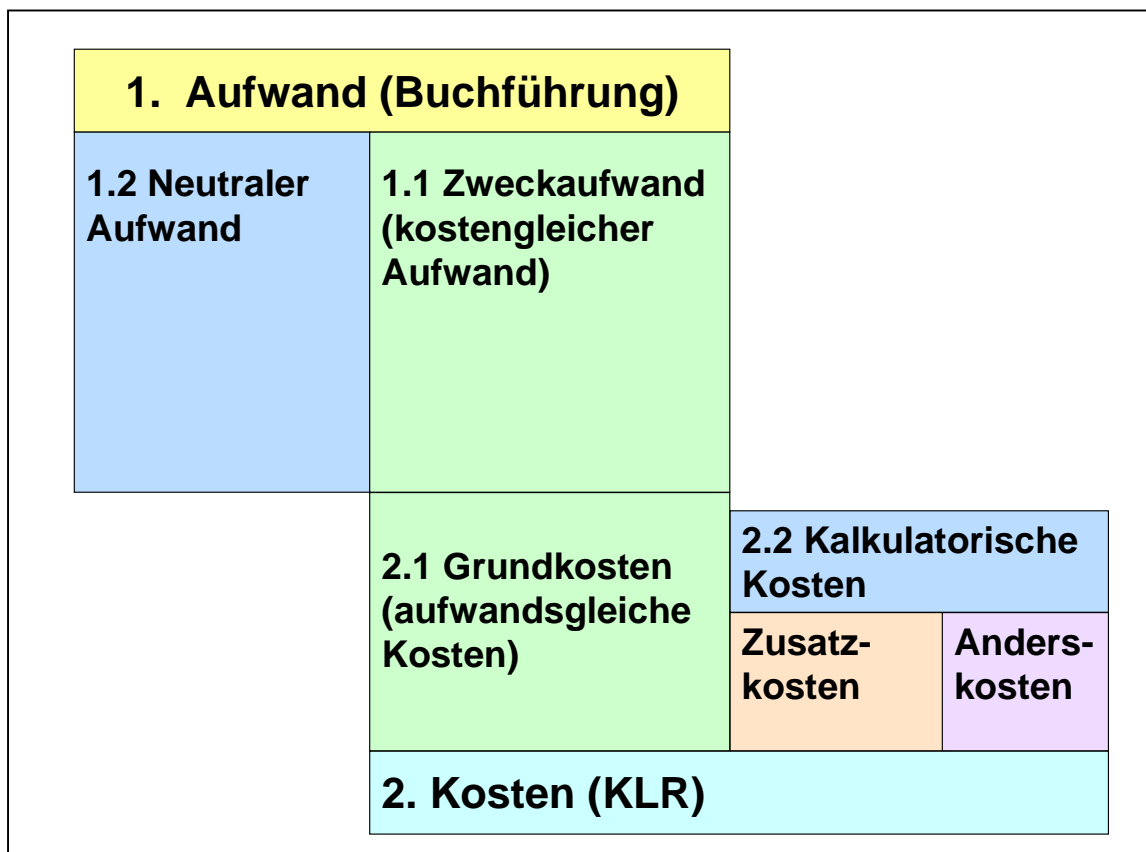 1. Aufwand (Buchführung)
1.2 Neutraler
Aufwand
1.1 Zweckaufwand
(kostengleicher
Aufwand)
2.1 Grundkosten
(aufwandsgleiche
Kosten)
2.2 Kalkulatorische
Kosten
Zusatz-
kosten
Anders-
kosten
2. Kosten (KLR)